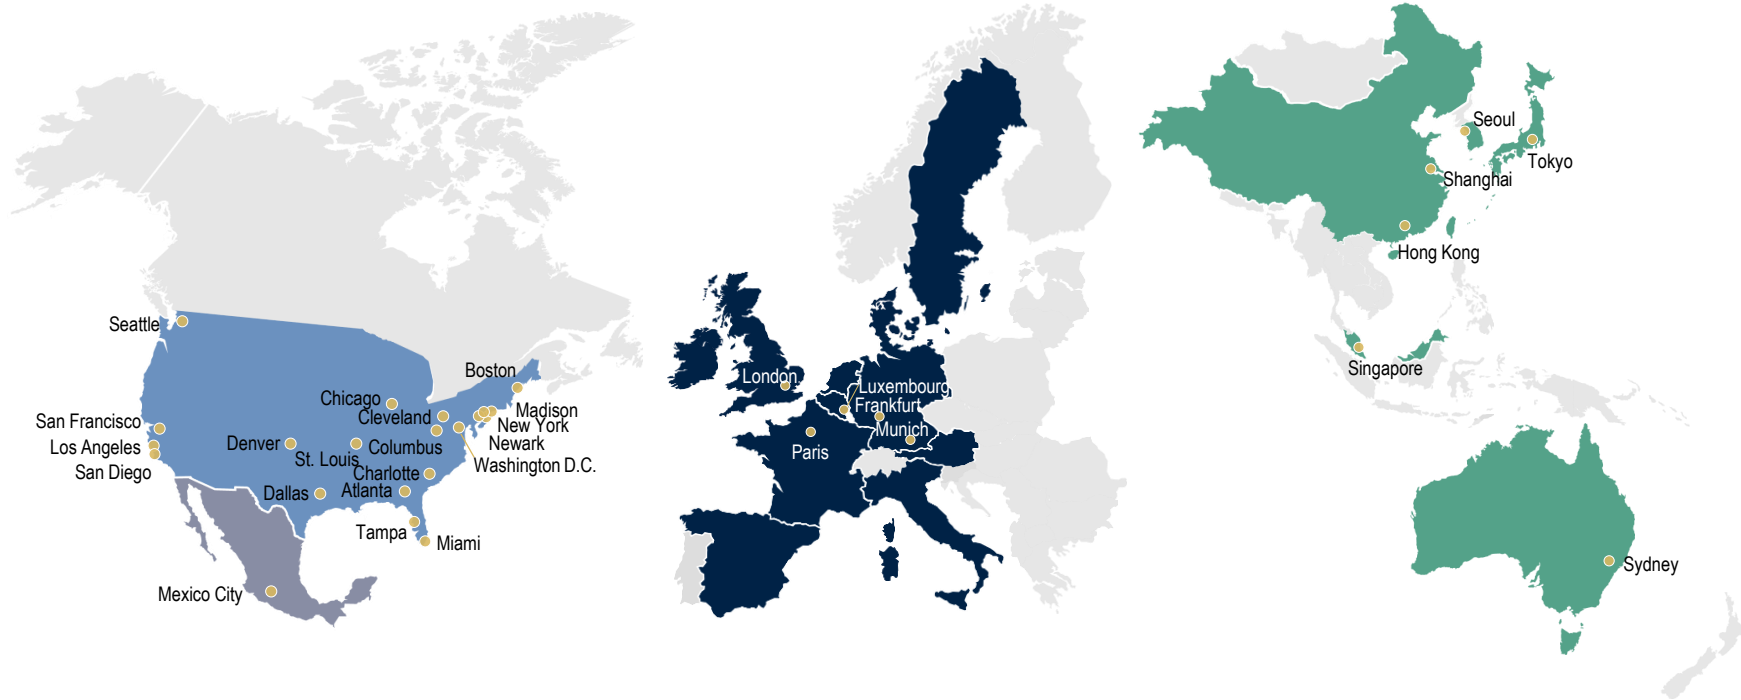 Seattle
Boston
Chicago
Cleveland
Madison
San Francisco
New York
Los Angeles
Denver
Columbus
Newark
St. Louis
San Diego
Charlotte
Washington D.C.
Dallas
Atlanta
Tampa
Miami
Mexico City
London
Luxembourg
Frankfurt
Munich
Paris
Seoul
Tokyo
Shanghai
Hong Kong
Singapore
Sydney